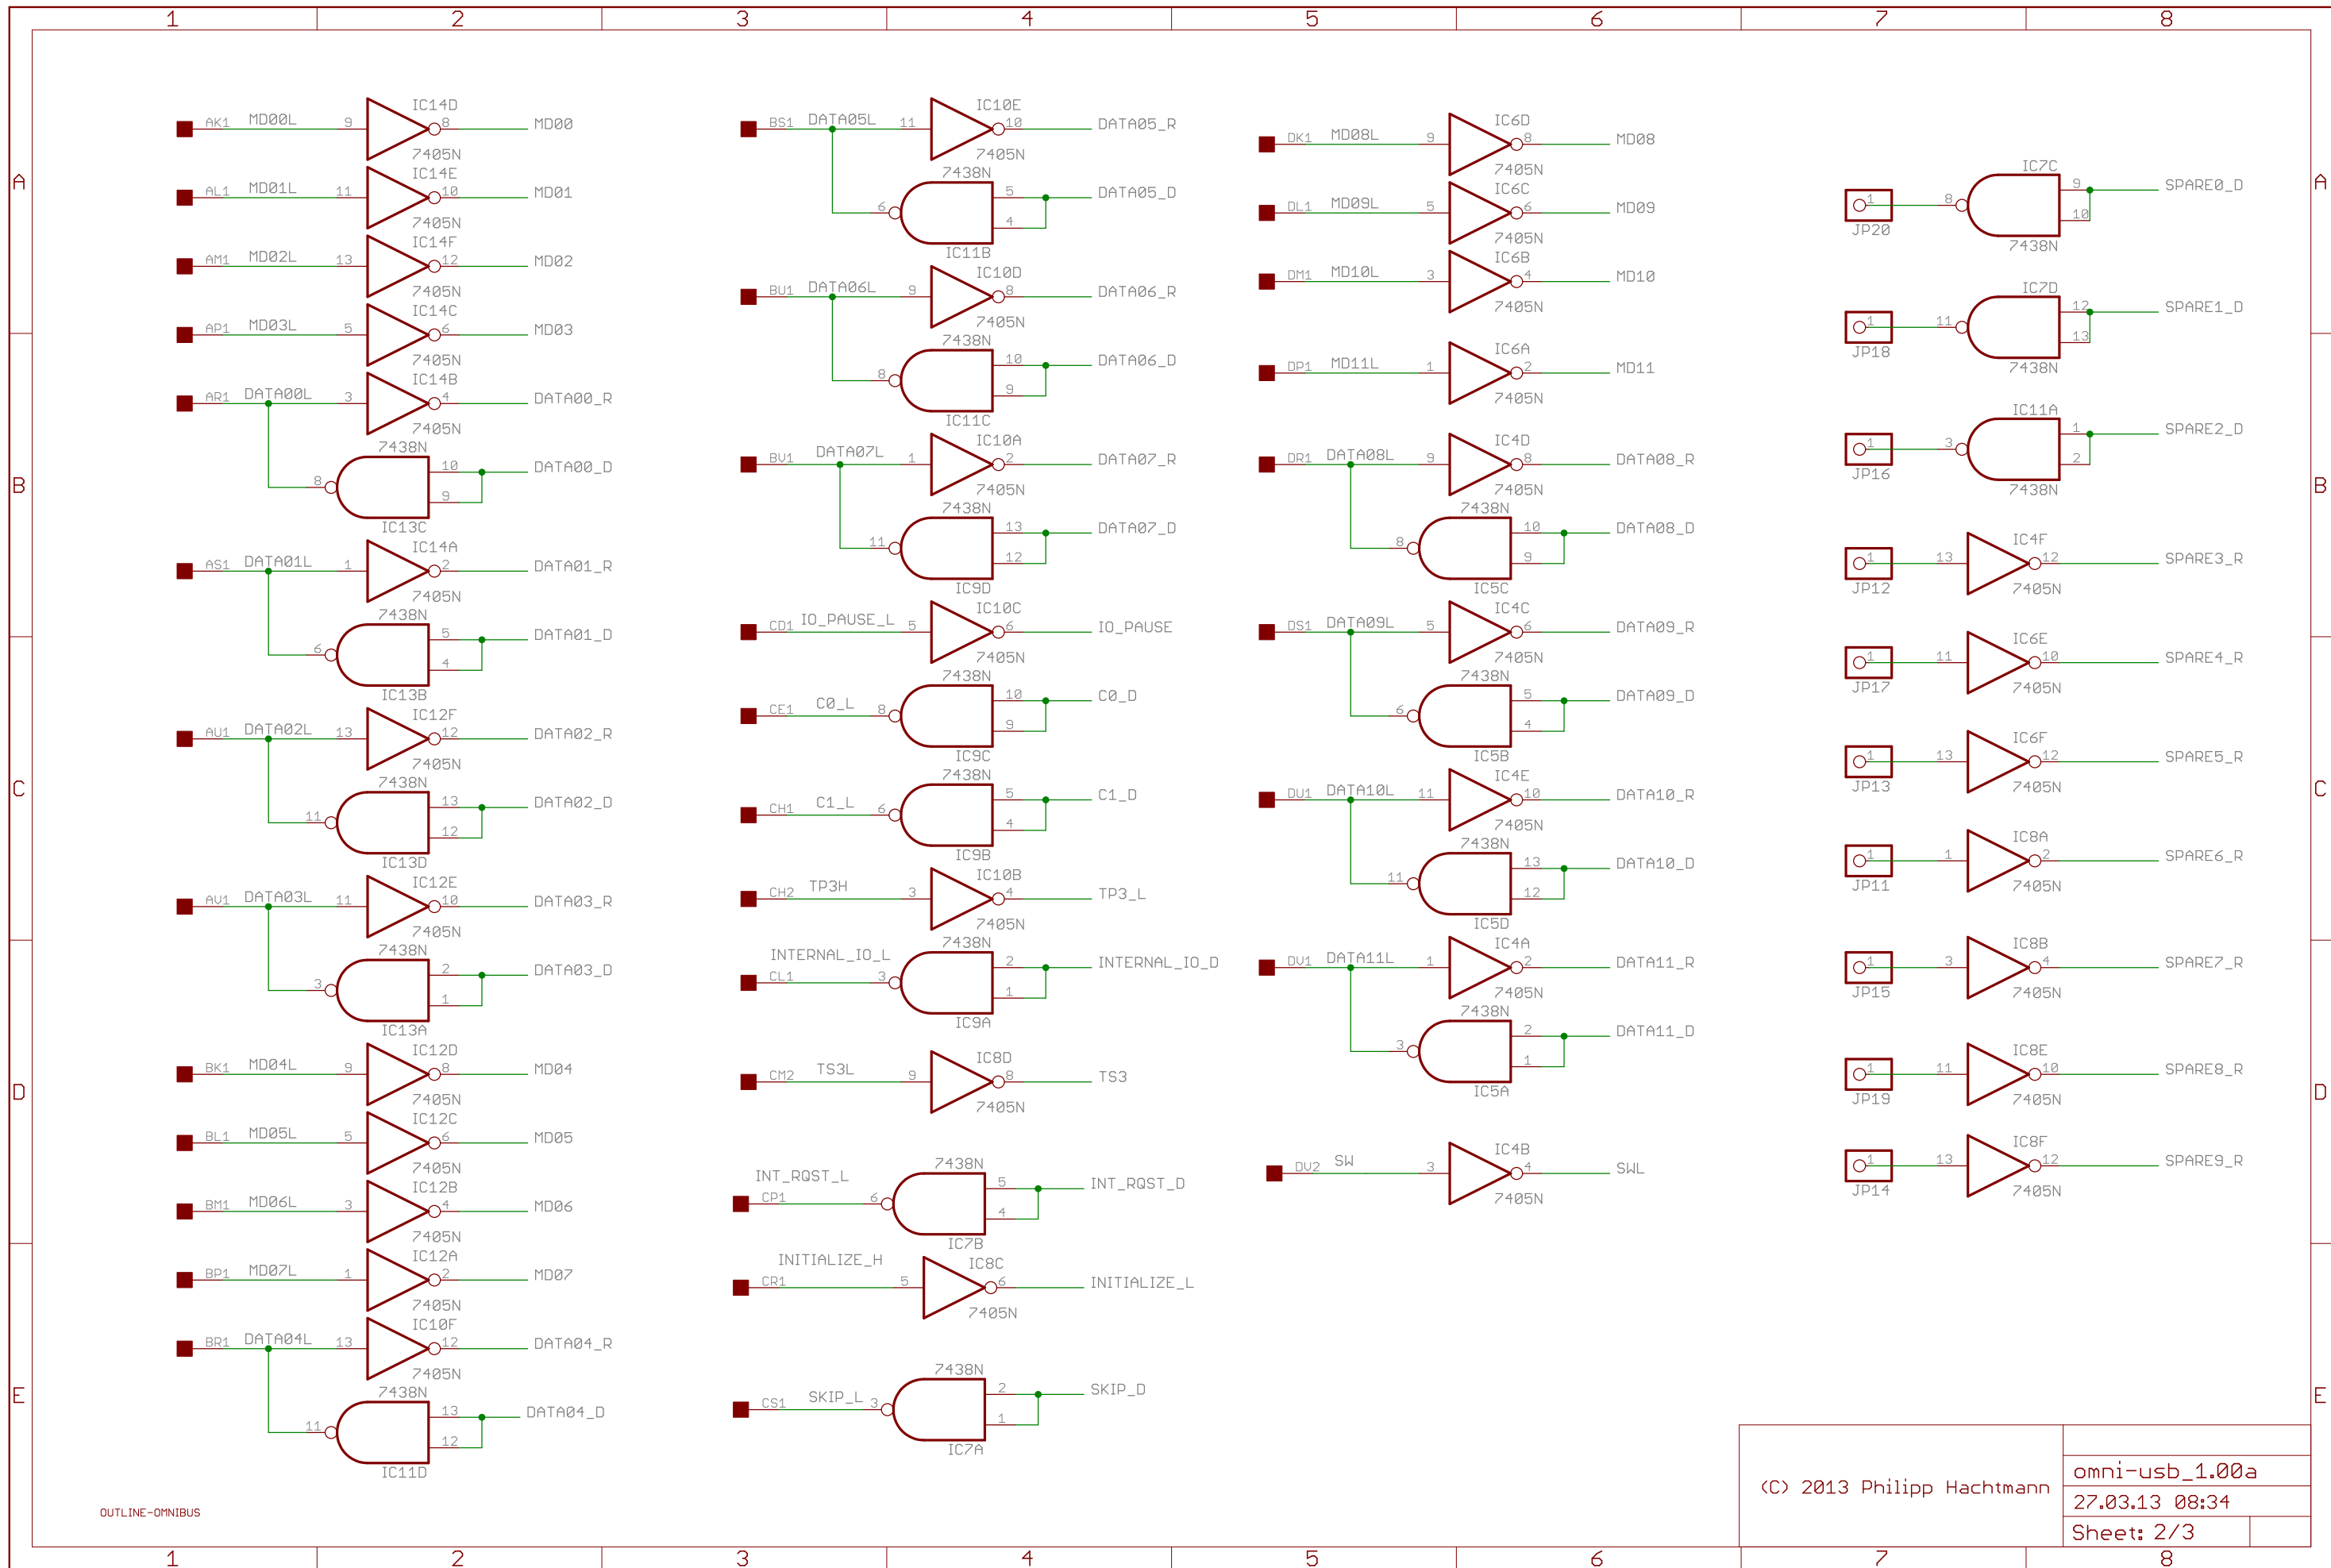 1 2 3 4 5 6 7 8
A
B
C
D
E
IC14D
AK1 MD00L 9 8 MD00
7405N
IC14E
AL1 MD01L 11 10 MD01
7405N
IC14F
AM1 MD02L 13 12 MD02
7405N
IC14C
AP1 MD03L 5 6 MD03
7405N
IC14B
AR1 DATA00L 3 4 DATA00_R
7405N
7438N
8 10 DATA00_D
9
IC13C
IC14A
AS1 DATA01L 1 2 DATA01_R
7405N
7438N
6 5 DATA01_D
4
IC13B
IC12F
AU1 DATA02L 13 12 DATA02_R
7405N
7438N
11 13 DATA02_D
12
IC13D
IC12E
AV1 DATA03L 11 10 DATA03_R
7405N
7438N
3 2 DATA03_D
1
IC13A
IC12D
BK1 MD04L 9 8 MD04
7405N
IC12C
BL1 MD05L 5 6 MD05
7405N
IC12B
BM1 MD06L 3 4 MD06
7405N
IC12A
BP1 MD07L 1 2 MD07
7405N
IC10F
BR1 DATA04L 13 12 DATA04_R
7405N
7438N
11 13 DATA04_D
12
IC11D
OUTLINE-OMNIBUS
IC10E
BS1 DATA05L 11 10 DATA05_R
7405N
7438N
6 5 DATA05_D
4
IC11B
IC10D
BU1 DATA06L 9 8 DATA06_R
7405N
7438N
8 10 DATA06_D
9
IC11C
IC10A
BV1 DATA07L 1 2 DATA07_R
7405N
7438N
11 13 DATA07_D
12
IC9D
IC10C
CD1 IO_PAUSE_L 5 6 IO_PAUSE
7405N
7438N
CE1 C0_L 8 10 C0_D
9
IC9C
7438N
CH1 C1_L 6 5 C1_D
4
IC9B
IC10B
CH2 TP3H 3 4 TP3_L
7405N
7438N
CL1 INTERNAL_IO_L 3 2 INTERNAL_IO_D
1
IC9A
IC8D
CM2 TS3L 9 8 TS3
7405N
7438N
CP1 INT_RQST_L 6 5 INT_RQST_D
4
IC7B
IC8C
CR1 INITIALIZE_H 5 6 INITIALIZE_L
7405N
7438N
CS1 SKIP_L 3 2 SKIP_D
1
IC7A
IC6D
DK1 MD08L 9 8 MD08
7405N
IC6C
DL1 MD09L 5 6 MD09
7405N
IC6B
DM1 MD10L 3 4 MD10
7405N
IC6A
DP1 MD11L 1 2 MD11
7405N
IC4D
DR1 DATA08L 9 8 DATA08_R
7405N
7438N
8 10 DATA08_D
9
IC5C
IC4C
DS1 DATA09L 5 6 DATA09_R
7405N
7438N
6 5 DATA09_D
4
IC5B
IC4E
DU1 DATA10L 11 10 DATA10_R
7405N
7438N
11 13 DATA10_D
12
IC5D
IC4A
DV1 DATA11L 1 2 DATA11_R
7405N
7438N
3 2 DATA11_D
1
IC5A
IC4B
DV2 SW 3 4 SWL
7405N
IC7C
1 8 9 SPARE0_D
10
JP20 7438N
IC7D
1 11 12 SPARE1_D
13
JP18 7438N
IC11A
1 3 1 SPARE2_D
2
JP16 7438N
IC4F
1 13 12 SPARE3_R
JP12 7405N
IC6E
1 11 10 SPARE4_R
JP17 7405N
IC6F
1 13 12 SPARE5_R
JP13 7405N
IC8A
1 1 2 SPARE6_R
JP11 7405N
IC8B
1 3 4 SPARE7_R
JP15 7405N
IC8E
1 11 10 SPARE8_R
JP19 7405N
IC8F
1 13 12 SPARE9_R
JP14 7405N
A
B
C
D
E
(C) 2013 Philipp Hachtmann
omni-usb_1.00a
27.03.13 08:34
Sheet: 2/3
1 2 3 4 5 6 7 8